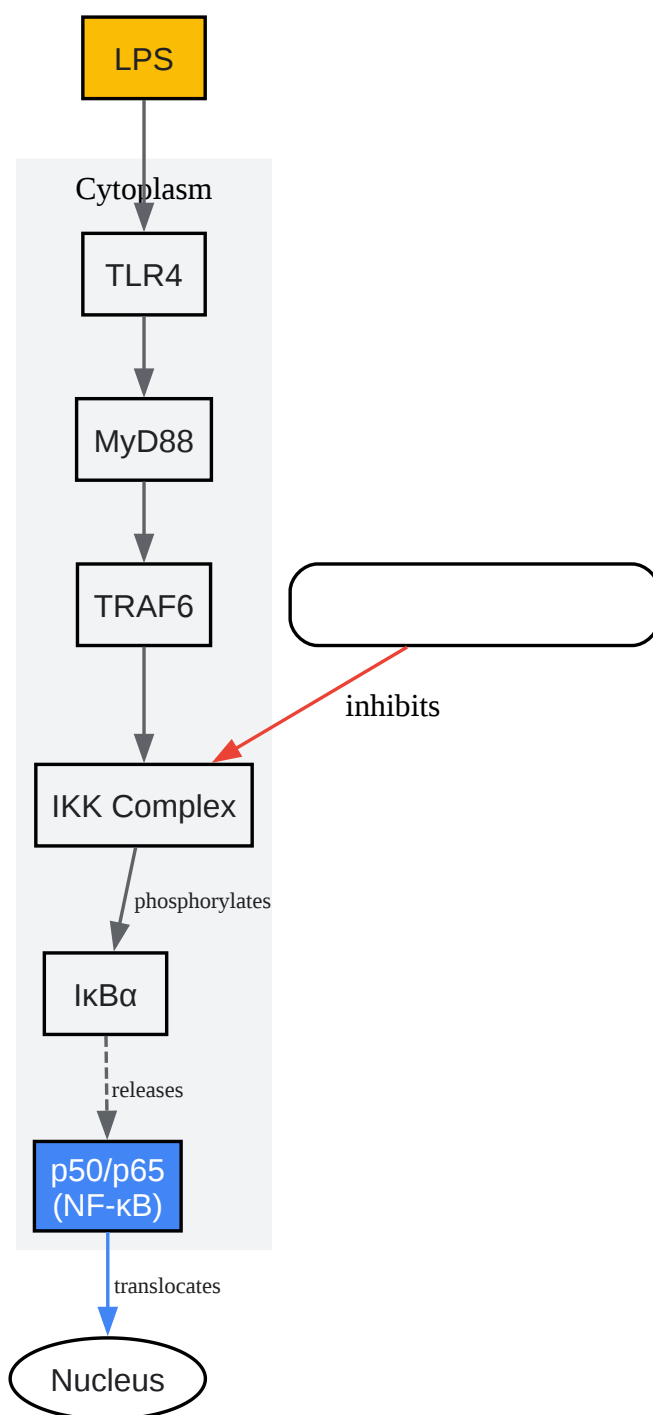 LPS
Cytoplasm
TLR4
MyD88
TRAF6
inhibits
IKK Complex
phosphorylates
IκBα
releases
p50/p65
(NF-κB)
translocates
Nucleus